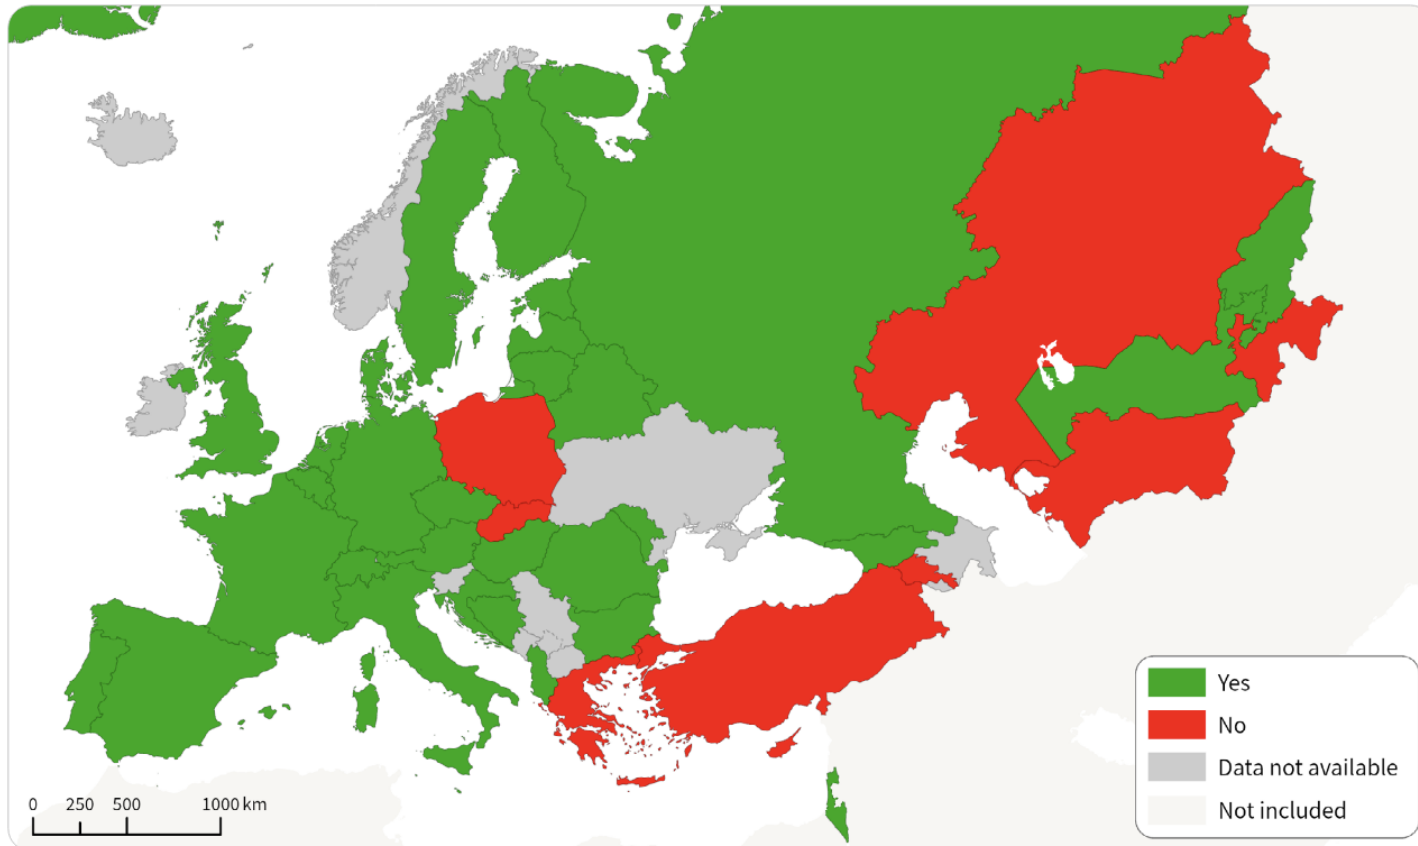 Yes
No
Data not available
Not included
0 250 500 1000 km